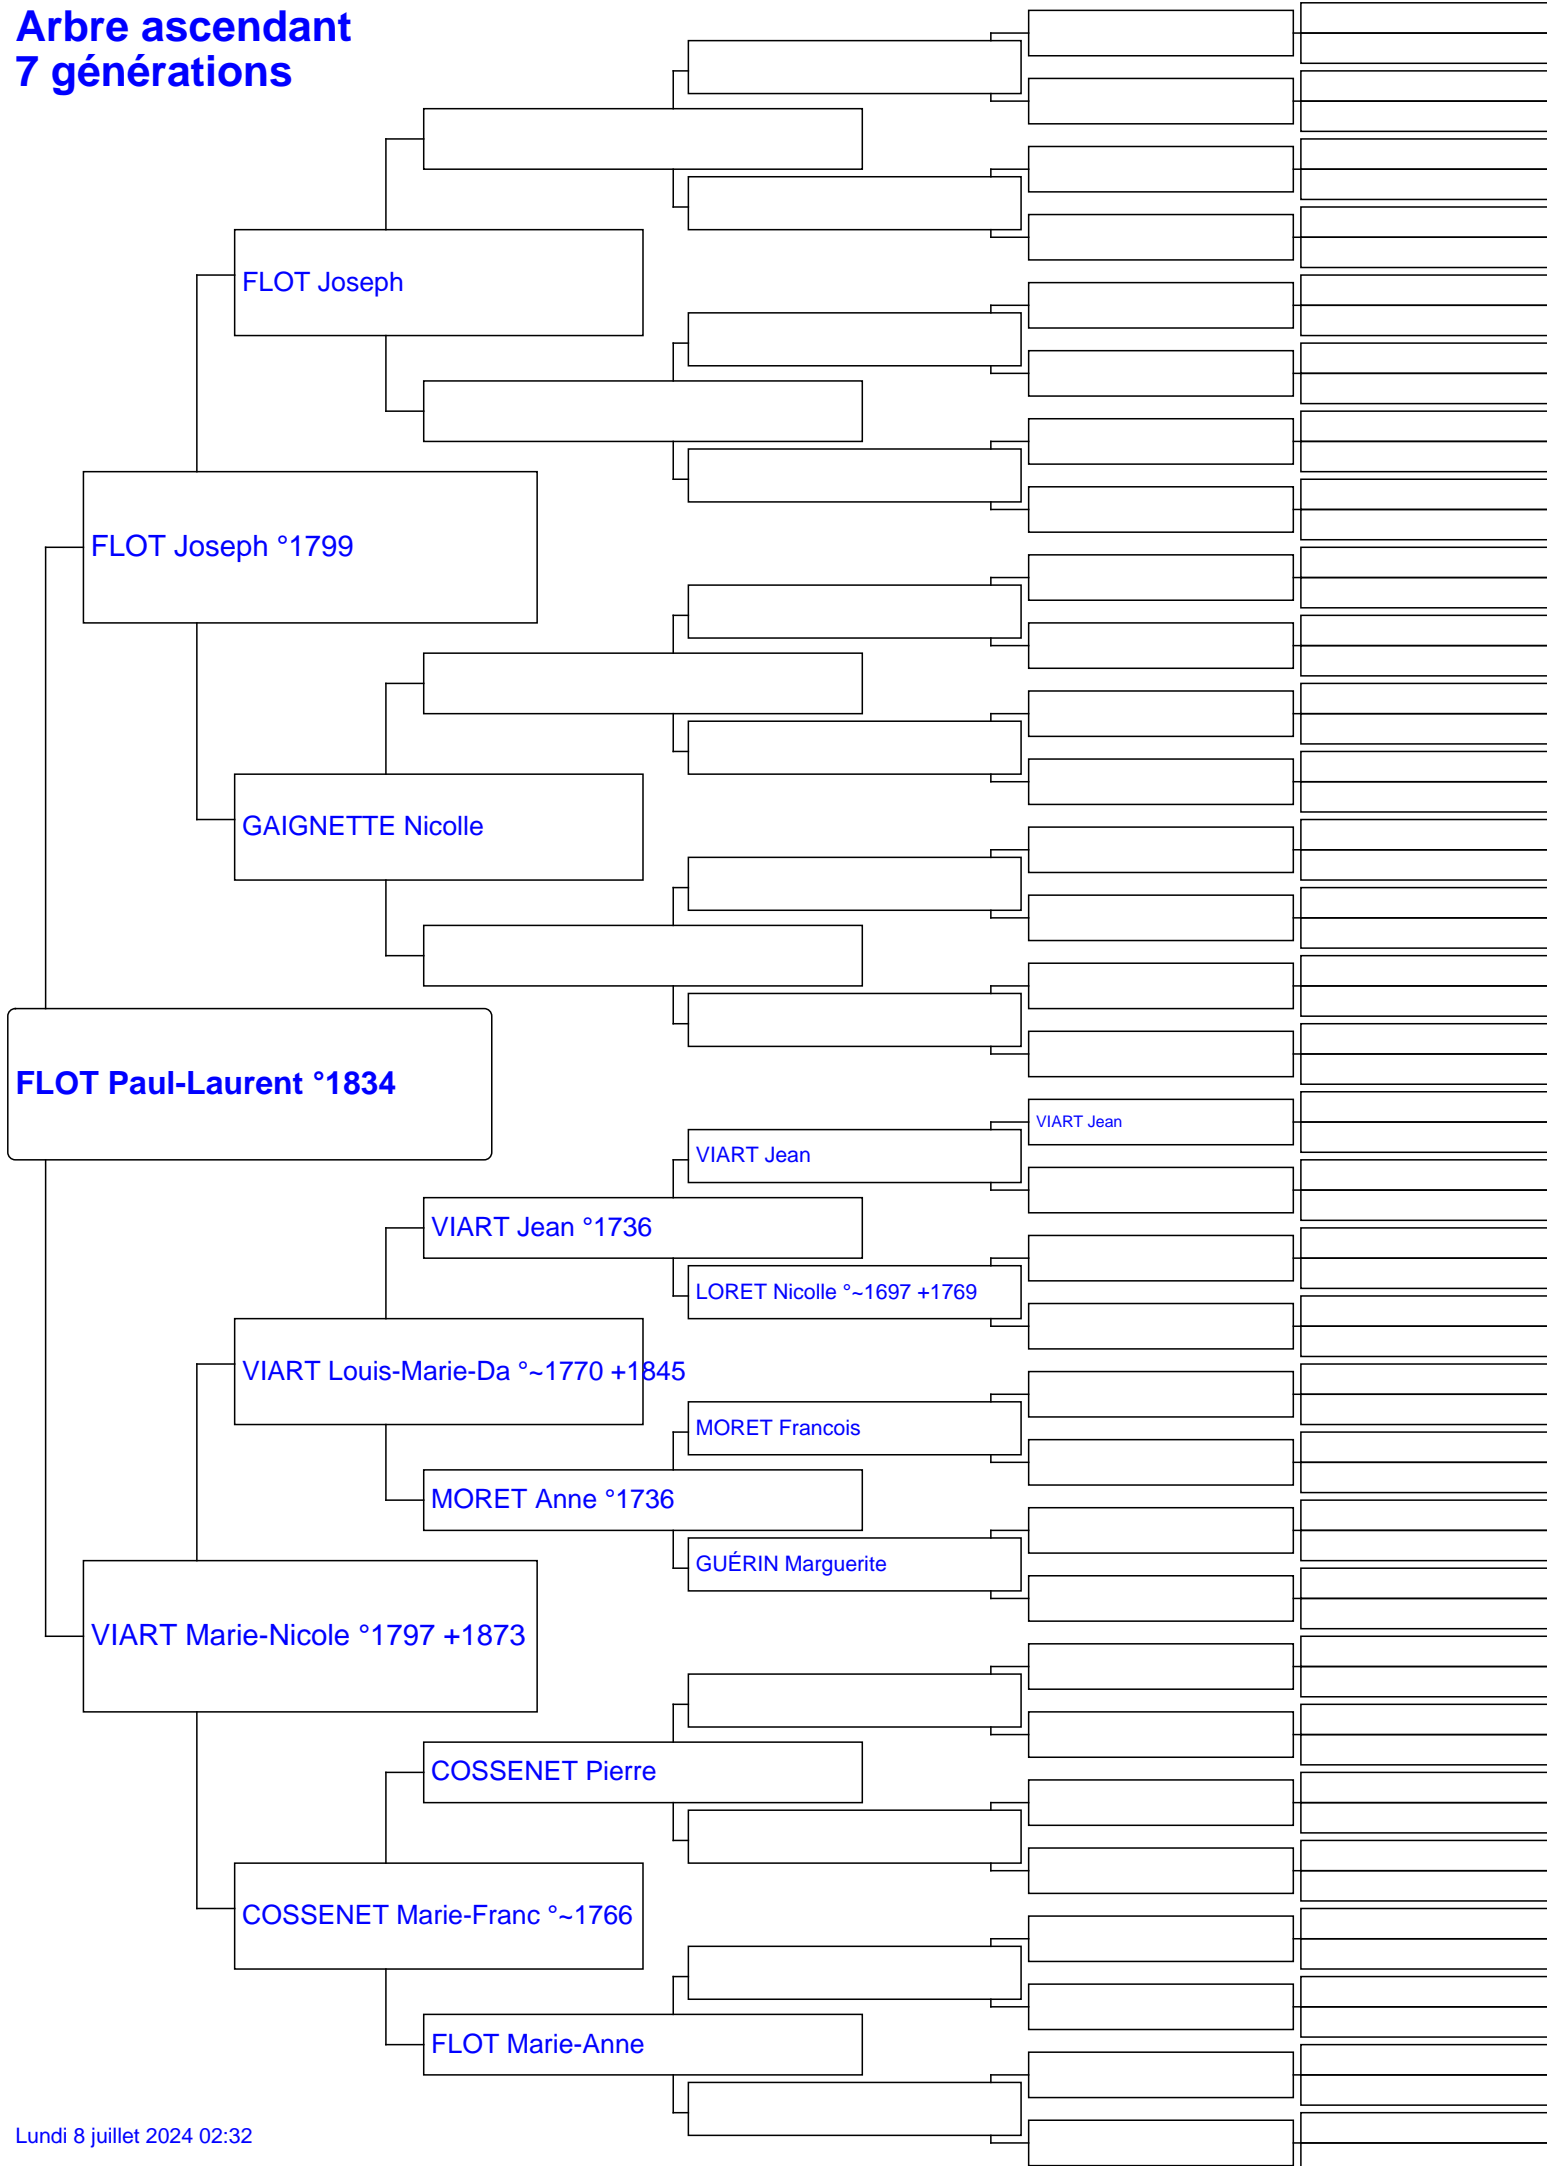 Arbre ascendant
7 générations
FLOT Joseph
FLOT Joseph °1799
GAIGNETTE Nicolle
FLOT Paul-Laurent °1834
VIART Jean
VIART Jean
VIART Jean °1736
LORET Nicolle °~1697 +1769
VIART Louis-Marie-Da °~1770 +1845
MORET Francois
MORET Anne °1736
GUÉRIN Marguerite
VIART Marie-Nicole °1797 +1873
COSSENET Pierre
COSSENET Marie-Franc °~1766
FLOT Marie-Anne
Lundi 8 juillet 2024 02:32